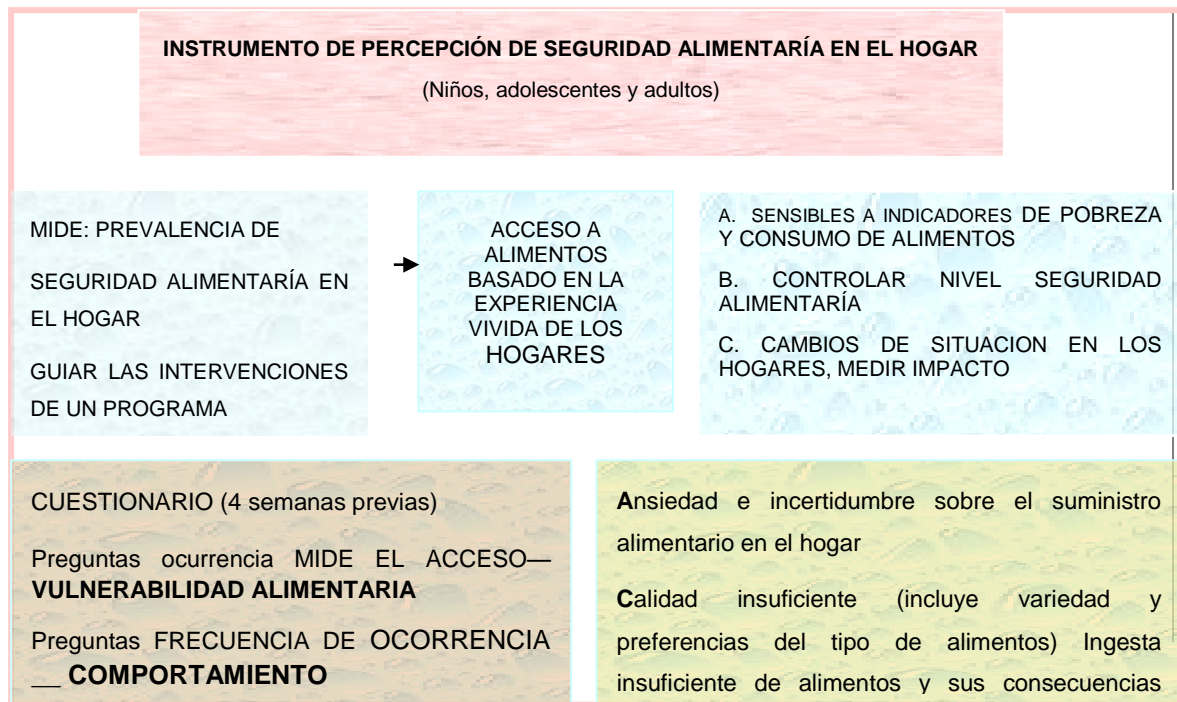 INSTRUMENTO DE PERCEPCIÓN DE SEGURIDAD ALIMENTARÍA EN EL HOGAR
(Niños, adolescentes y adultos)
MIDE: PREVALENCIA DE
SEGURIDAD ALIMENTARÍA EN
EL HOGAR
GUIAR LAS INTERVENCIONES
DE UN PROGRAMA
ACCESO A
ALIMENTOS
BASADO EN LA
EXPERIENCIA
VIVIDA DE LOS
HOGARES
A. SENSIBLES A INDICADORES DE POBREZA
Y CONSUMO DE ALIMENTOS
B. CONTROLAR NIVEL SEGURIDAD
ALIMENTARÍA
C. CAMBIOS DE SITUACION EN LOS
HOGARES, MEDIR IMPACTO
CUESTIONARIO (4 semanas previas)
Preguntas ocurrencia MIDE EL ACCESO—
VULNERABILIDAD ALIMENTARIA
Preguntas FRECUENCIA DE OCURRENCIA
__ COMPORTAMIENTO
Ansiedad e incertidumbre sobre el suministro
alimentario en el hogar
Calidad insuficiente (incluye variedad y
preferencias del tipo de alimentos) Ingesta
insuficiente de alimentos y sus consecuencias